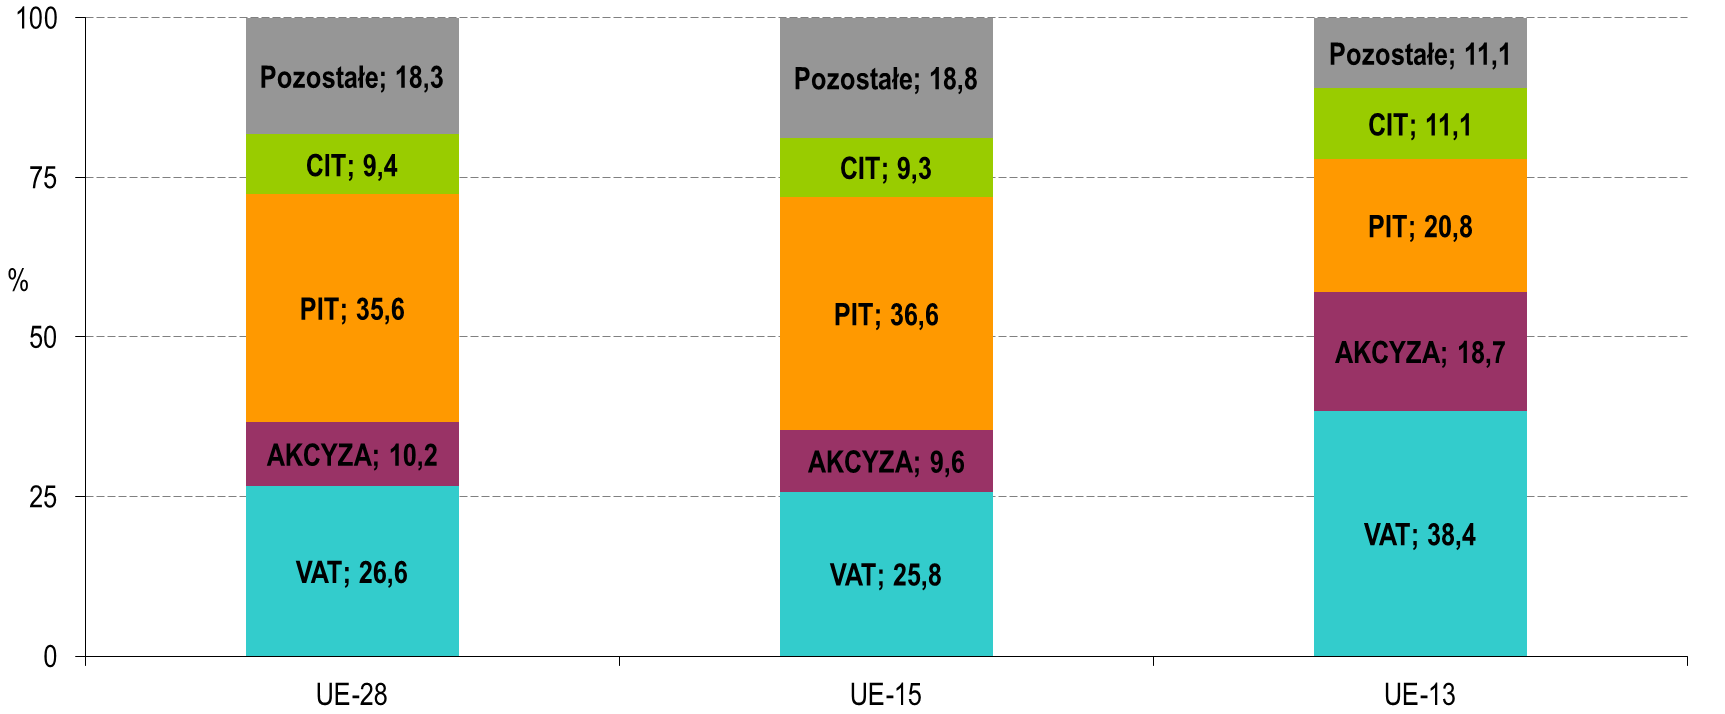 100
75
50
25
0
%
Pozostałe; 18,3
CIT; 9,4
PIT; 35,6
AKCYZA; 10,2
VAT; 26,6
Pozostałe; 18,8
CIT; 9,3
PIT; 36,6
AKCYZA; 9,6
VAT; 25,8
Pozostałe; 11,1
CIT; 11,1
PIT; 20,8
AKCYZA; 18,7
VAT; 38,4
UE-28
UE-15
UE-13